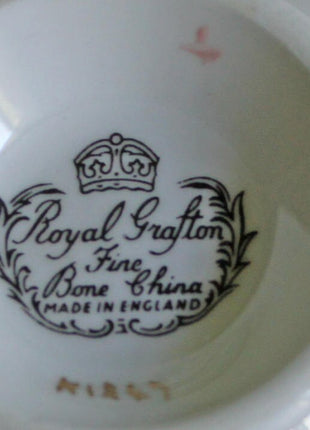 Royal Grafton
Fine
Bone China
MADE IN ENGLAND